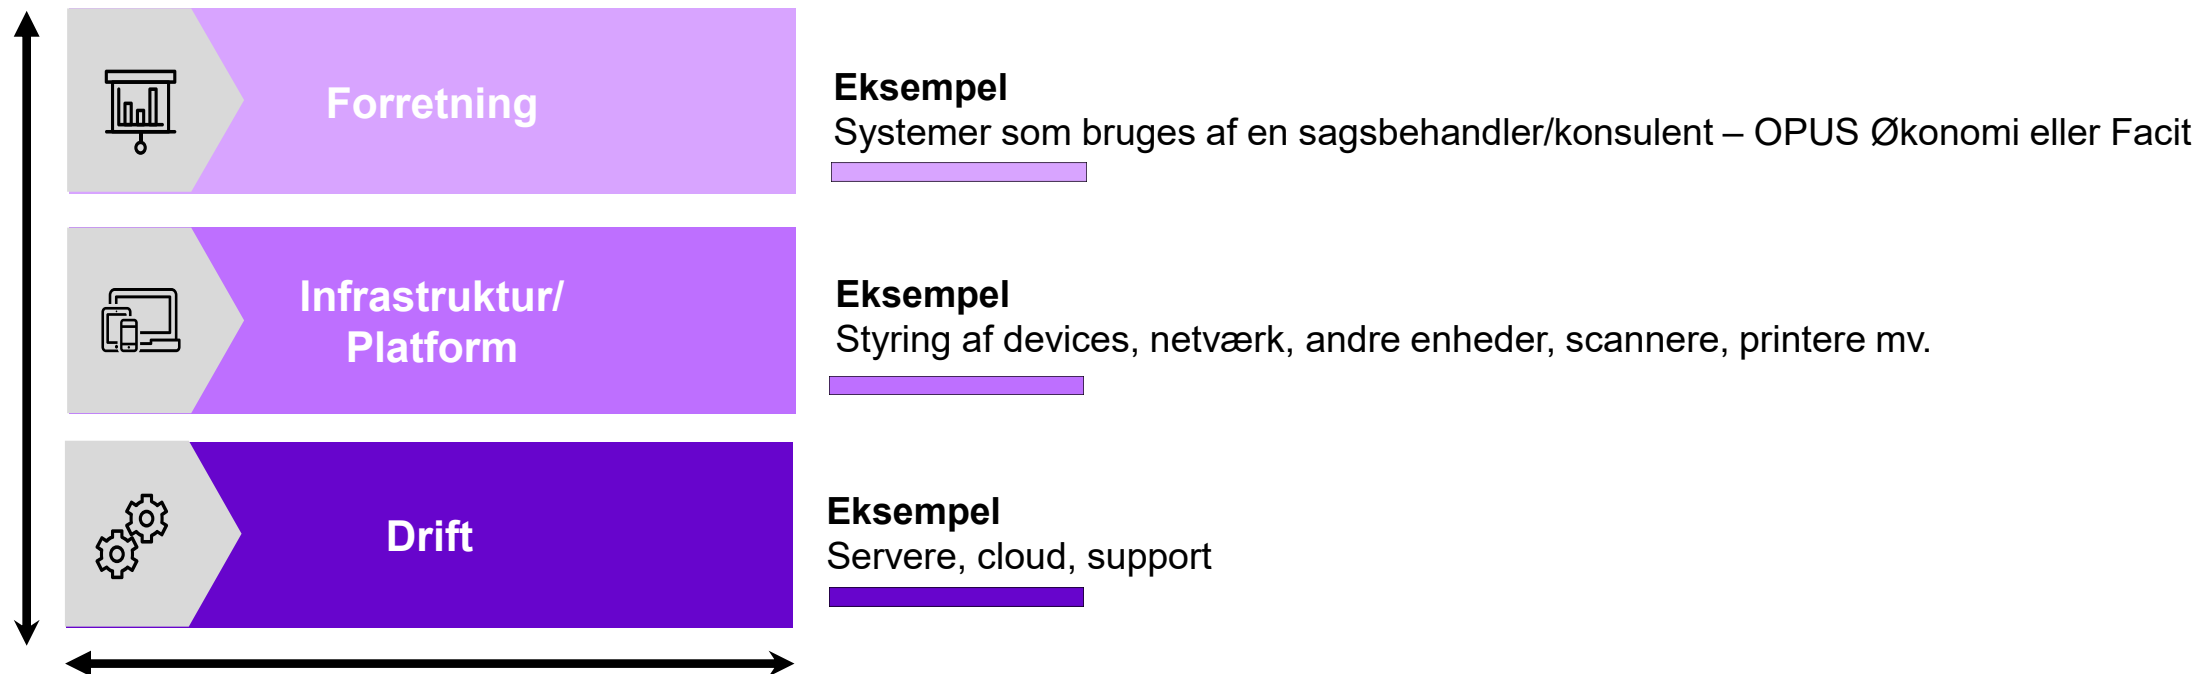 Forretning
Eksempel
Systemer som bruges af en sagsbehandler/konsulent – OPUS Økonomi eller Facit
Infrastruktur/
Platform
Eksempel
Styring af devices, netværk, andre enheder, scannere, printere mv.
Drift
Eksempel
Servere, cloud, support